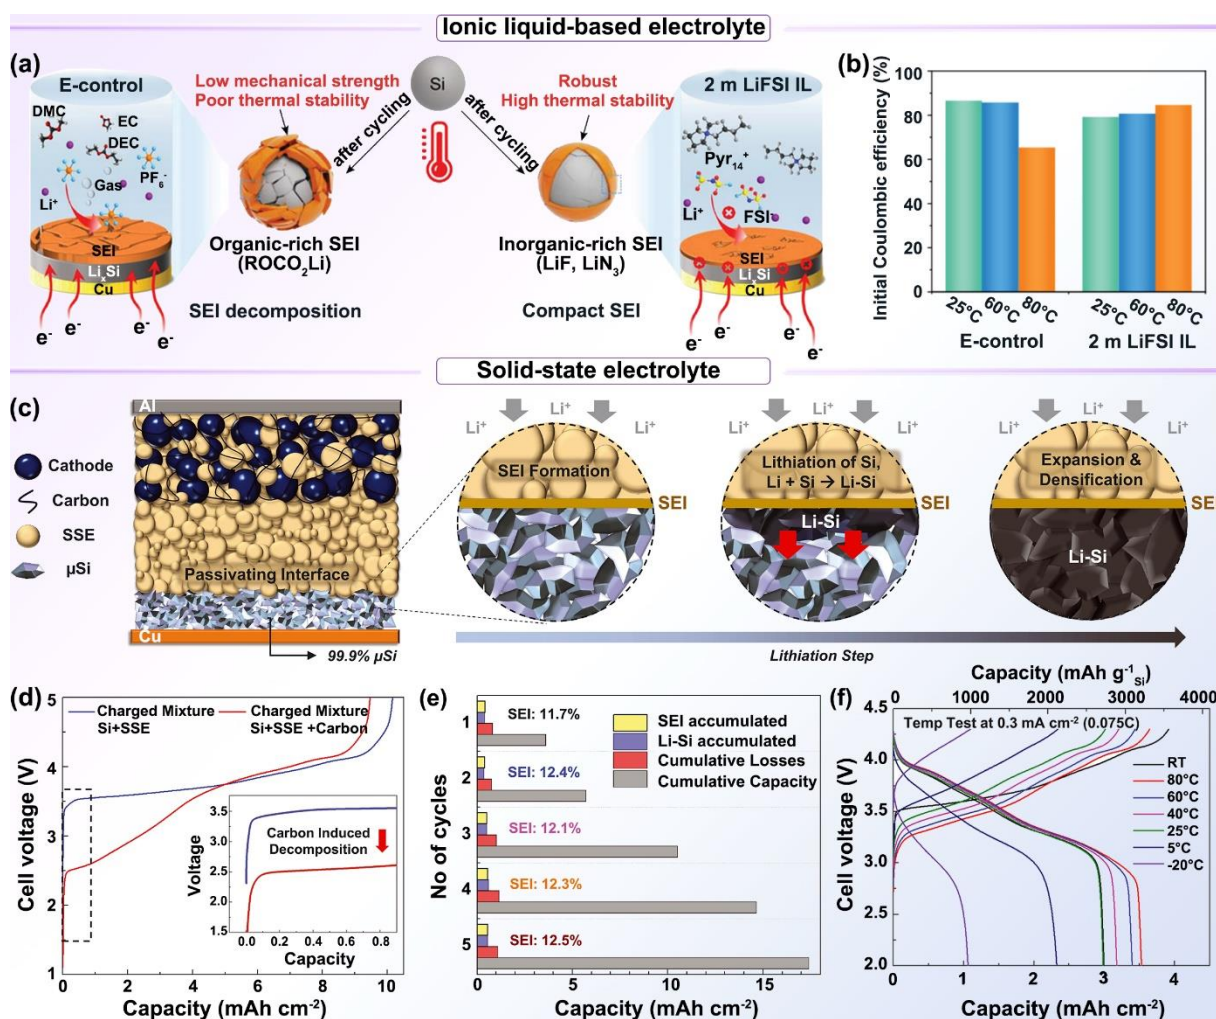 Ionic liquid-based electrolyte
(a)
E-control
DMC
EC
DEC
PF6-
Gas
Li+
SEI
LixSi
Cu
e- e- e- e-
Low mechanical strength
Poor thermal stability
after cycling
Organic-rich SEI
(ROCO2Li)
SEI decomposition
Si
after cycling
Robust
High thermal stability
Inorganic-rich SEI
(LiF, LiN3)
Compact SEI
2 m LiFSI IL
Pyr14+
Li+
FSI-
SEI
LixSi
Cu
e- e- e- e-
(b)
Initial Coulombic efficiency (%)
100
80
60
40
20
0
25°C 60°C 80°C 25°C 60°C 80°C
E-control 2 m LiFSI IL
Solid-state electrolyte
(c)
Cathode
Carbon
SSE
μSi
Al
Passivating Interface
Cu
99.9% μSi
Li+ Li+ Li+
SEI Formation
SEI
Li+ Li+ Li+
Lithiation of Si,
Li + Si → Li-Si
SEI
Li-Si
Li+ Li+ Li+
Expansion &
Densification
SE
Li-Si
Lithiation Step
(d)
Cell voltage (V)
5
4
3
2
1
Charged Mixture
Si+SSE
Charged Mixture
Si+SSE +Carbon
Voltage
3.5
3.0
2.5
2.0
1.5
Carbon Induced
Decomposition
0.0 0.2 0.4 0.6 0.8
Capacity
0 2 4 6 8 10
Capacity (mAh cm-2)
(e)
No of cycles
1
2
3
4
5
SEI: 11.7%
SEI: 12.4%
SEI: 12.1%
SEI: 12.3%
SEI: 12.5%
SEI accumulated
Li-Si accumulated
Cumulative Losses
Cumulative Capacity
0 5 10 15
Capacity (mAh cm-2)
(f)
Capacity (mAh g-1Si)
0 1000 2000 3000 4000
Temp Test at 0.3 mA cm-2 (0.075C)
Cell voltage (V)
4.5
4.0
3.5
3.0
2.5
2.0
RT
80°C
60°C
40°C
25°C
5°C
-20°C
0 1 2 3 4
Capacity (mAh cm-2)